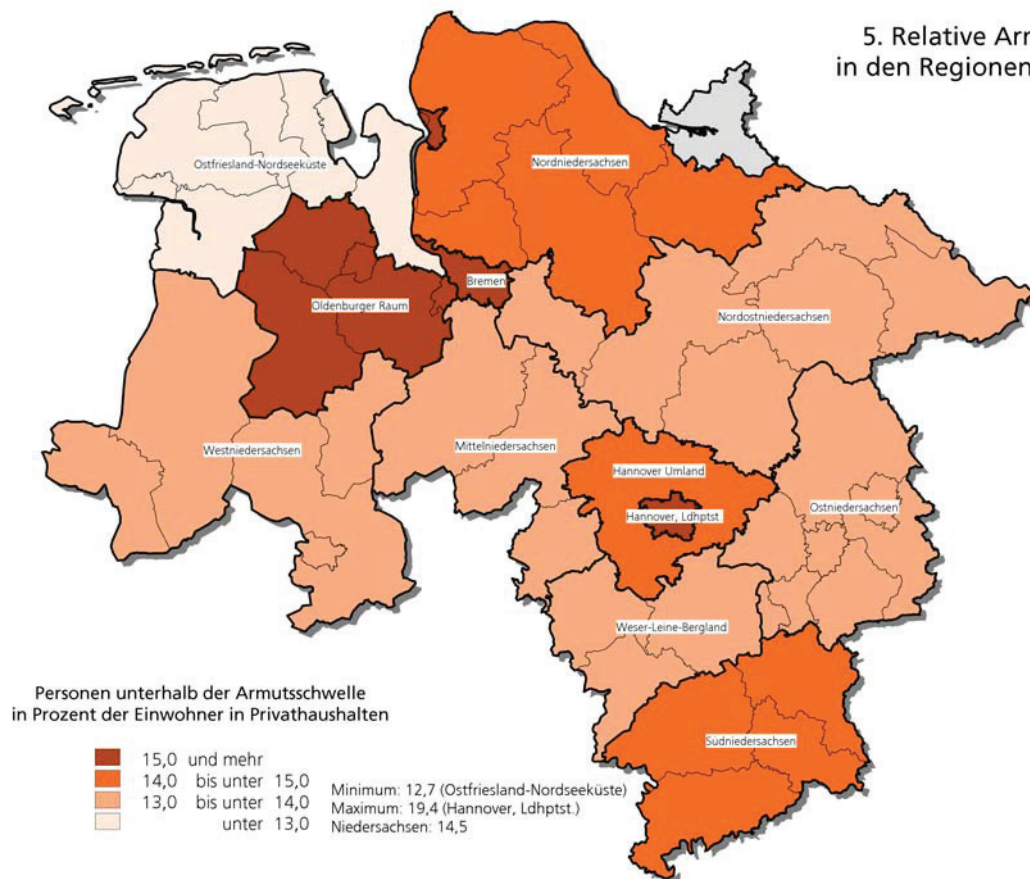 5. Relative Arm
in den Regionen
Ostfriesland-Nordseeküste
Nordniedersachsen
Bremen
Oldenburger Raum
Nordostniedersachsen
Westniedersachsen
Mittelniedersachsen
Hannover Umland
Hannover, Ldhptst.
Ostniedersachsen
Weser-Leine-Bergland
Südniedersachsen
Personen unterhalb der Armutsschwelle
in Prozent der Einwohner in Privathaushalten
15,0 und mehr
14,0 bis unter 15,0
13,0 bis unter 14,0
unter 13,0
Minimum: 12,7 (Ostfriesland-Nordseeküste)
Maximum: 19,4 (Hannover, Ldhptst.)
Niedersachsen: 14,5